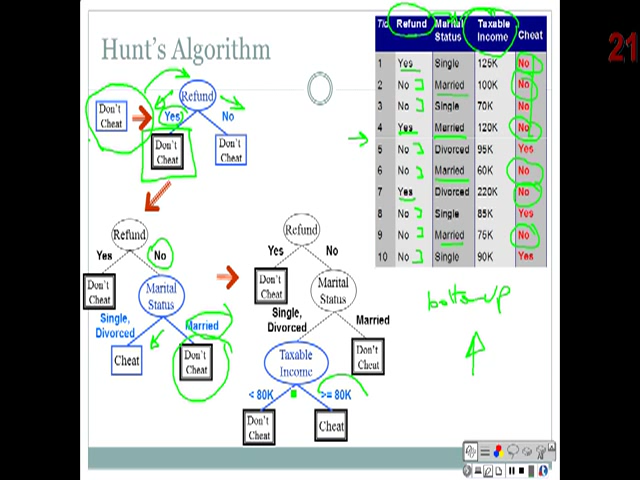 Hunt's Algorithm
21
Tid Refund Marital Status Taxable Income Cheat
1 Yes Single 125K No
2 No Married 100K No
3 No Single 70K No
4 Yes Married 120K No
5 No Divorced 95K Yes
6 No Married 60K No
7 Yes Divorced 220K No
8 No Single 85K Yes
9 No Married 75K No
10 No Single 90K Yes
Don't
Cheat
Refund
Yes
No
Don't
Cheat
Don't
Cheat
Refund
Yes
No
Don't
Cheat
Marital
Status
Single,
Divorced
Married
Cheat
Don't
Cheat
Refund
Yes
No
Don't
Cheat
Marital
Status
Single,
Divorced
Married
Taxable
Income
Don't
Cheat
< 80K
>= 80K
Don't
Cheat
Cheat
bottom up